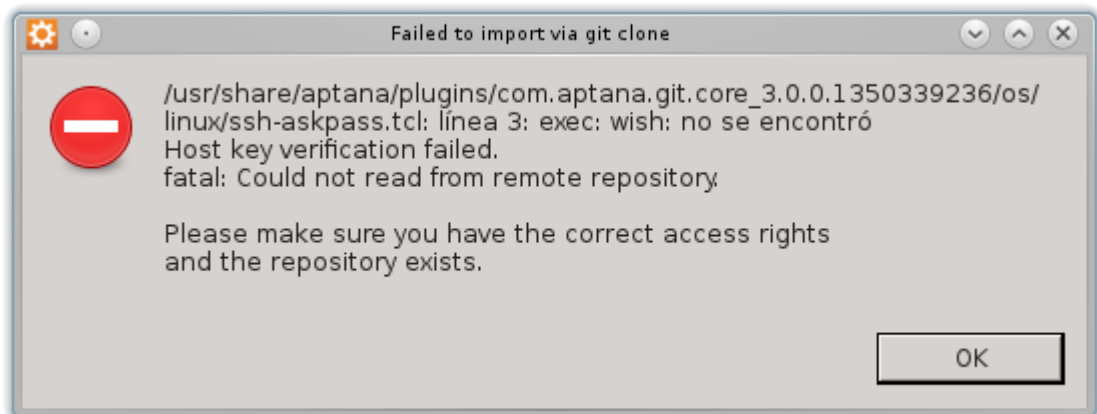 Failed to import via git clone
/usr/share/aptana/plugins/com.aptana.git.core_3.0.0.1350339236/os/
linux/ssh-askpass.tcl: línea 3: exec: wish: no se encontró
Host key verification failed.
fatal: Could not read from remote repository.
Please make sure you have the correct access rights
and the repository exists.
OK